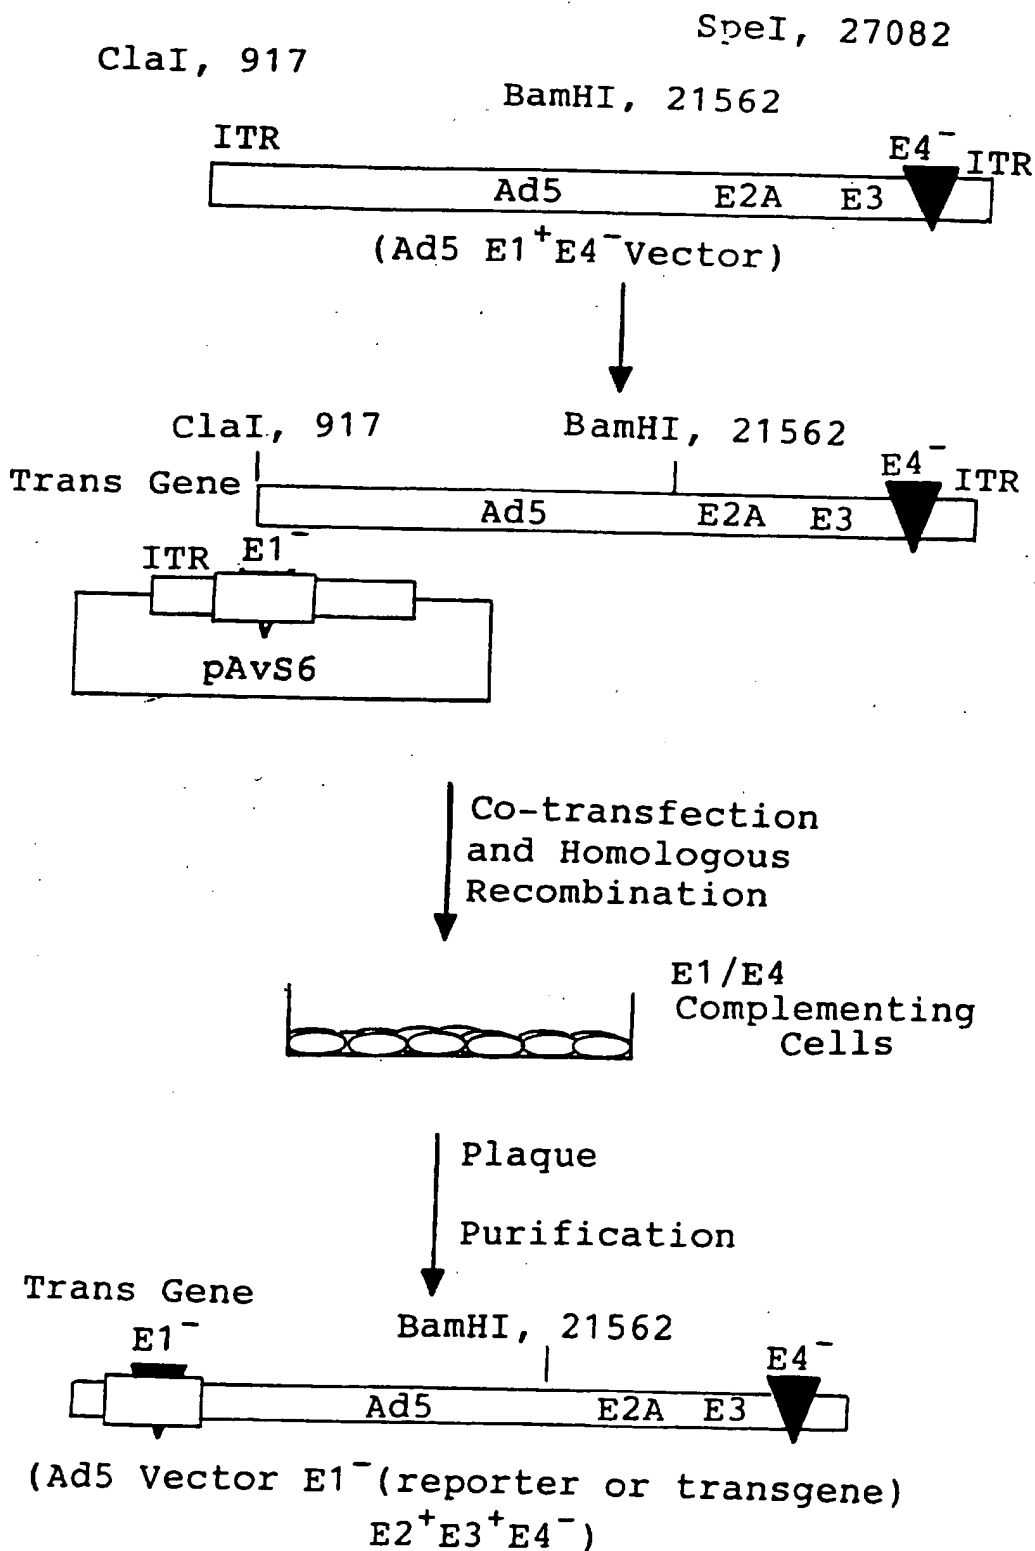 SpeI, 27082
ClaI, 917
BamHI, 21562
ITR
E4⁻
ITR
Ad5
E2A
E3
(Ad5 E1⁺E4⁻Vector)
ClaI, 917
BamHI, 21562
Trans Gene
E4⁻
ITR
Ad5
E2A
E3
ITR
E1⁻
pAvS6
Co-transfection
and Homologous
Recombination
E1/E4
Complementing
Cells
Plaque
Purification
Trans Gene
E1⁻
BamHI, 21562
E4⁻
Ad5
E2A
E3
(Ad5 Vector E1⁻(reporter or transgene)
E2⁺E3⁺E4⁻)